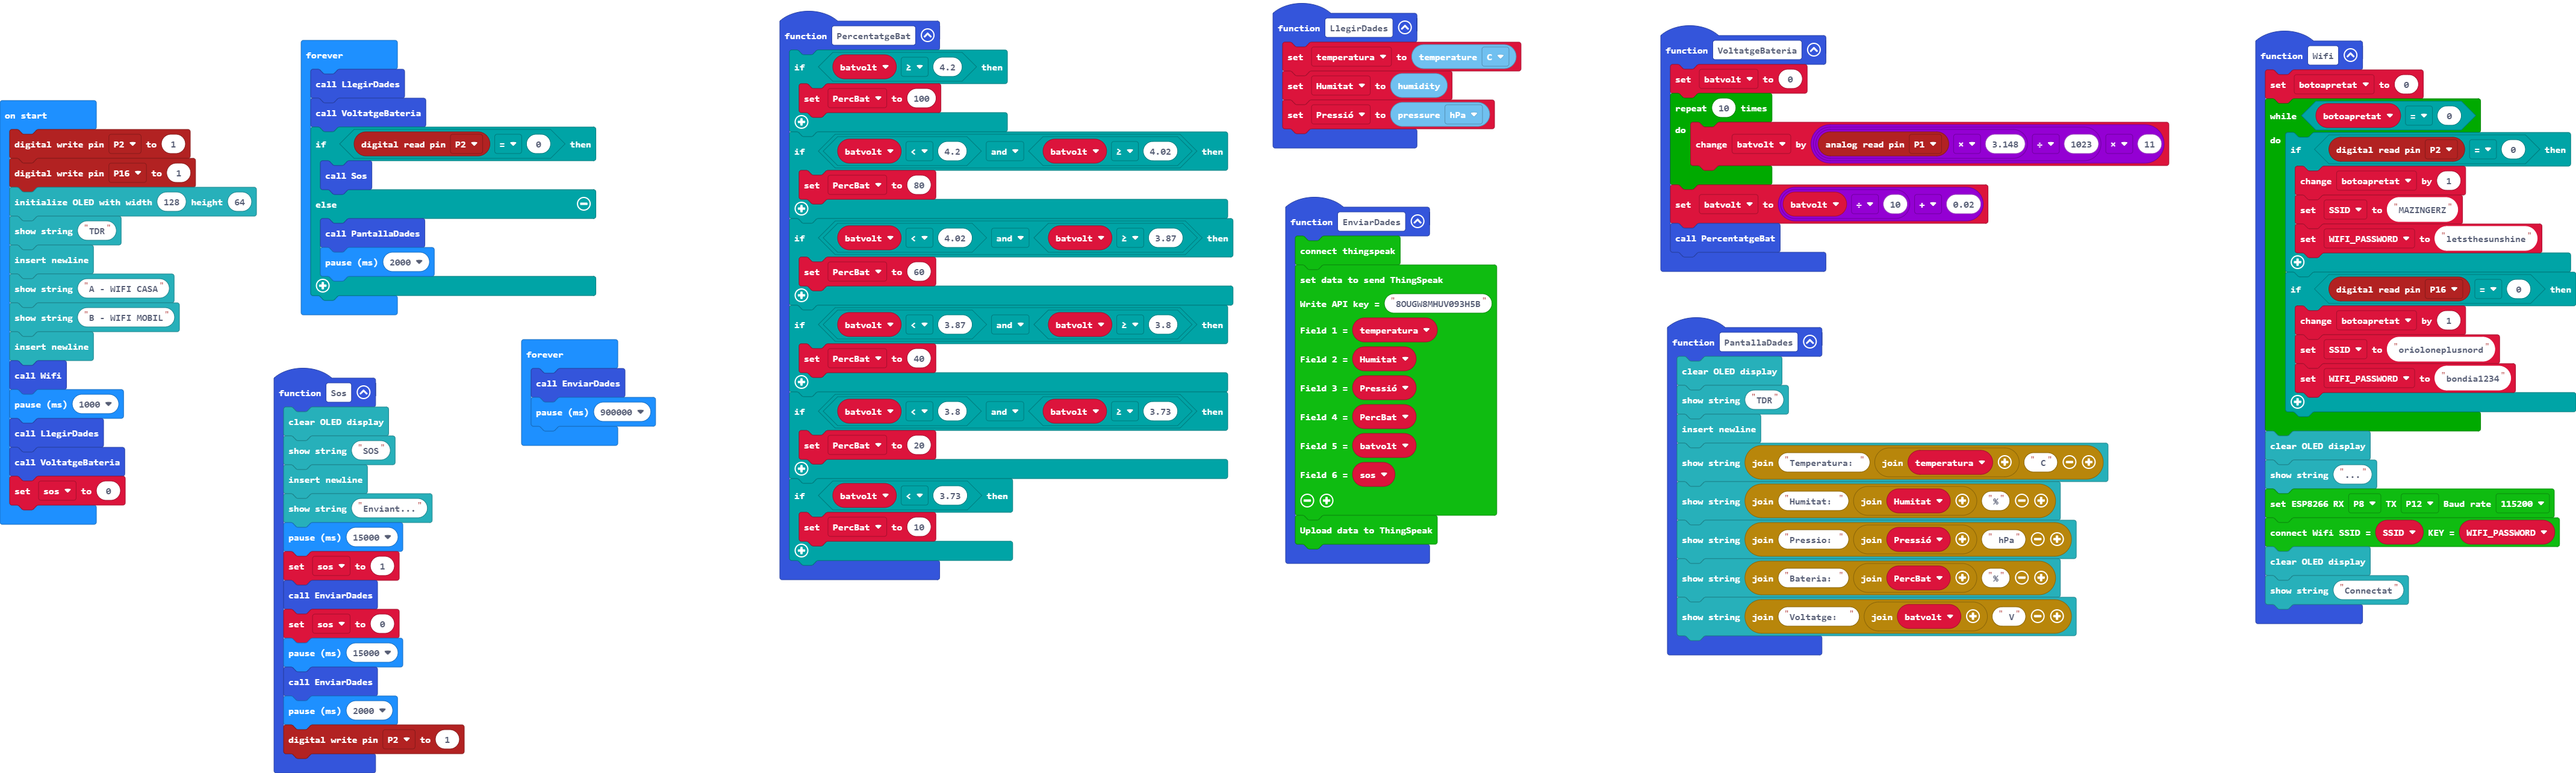 on start
digital write pin P2 to 1
digital write pin P16 to 1
initialize OLED with width 128 height 64
show string "TDR"
insert newline
show string "A - WIFI CASA"
show string "B - WIFI MOBIL"
insert newline
call Wifi
pause (ms) 1000
call LlegirDades
call VoltatgeBateria
set sos to 0
forever
call LlegirDades
call VoltatgeBateria
if digital read pin P2 = 0 then
call Sos
else
call PantallaDades
pause (ms) 2000
function Sos
clear OLED display
show string "SOS"
insert newline
show string "Enviant..."
pause (ms) 15000
set sos to 1
call EnviarDades
set sos to 0
pause (ms) 15000
call EnviarDades
pause (ms) 2000
digital write pin P2 to 1
forever
call EnviarDades
pause (ms) 900000
function PercentatgeBat
if batvolt ≥ 4.2 then
set PercBat to 100
if batvolt < 4.2 and batvolt ≥ 4.02 then
set PercBat to 80
if batvolt < 4.02 and batvolt ≥ 3.87 then
set PercBat to 60
if batvolt < 3.87 and batvolt ≥ 3.8 then
set PercBat to 40
if batvolt < 3.8 and batvolt ≥ 3.73 then
set PercBat to 20
if batvolt < 3.73 then
set PercBat to 10
function LlegirDades
set temperatura to temperature C
set Humitat to humidity
set Pressió to pressure hPa
function EnviarDades
connect thingspeak
set data to send ThingSpeak
Write API key = "8OUGW8MHUV093H5B"
Field 1 = temperatura
Field 2 = Humitat
Field 3 = Pressió
Field 4 = PercBat
Field 5 = batvolt
Field 6 = sos
Upload data to ThingSpeak
function VoltatgeBateria
set batvolt to 0
repeat 10 times
do
change batvolt by analog read pin P1 × 3.148 ÷ 1023 × 11
set batvolt to batvolt ÷ 10 + 0.02
call PercentatgeBat
function PantallaDades
clear OLED display
show string "TDR"
insert newline
show string join "Temperatura: " join temperatura " C"
show string join "Humitat: " join Humitat "%"
show string join "Pressio: " join Pressió " hPa"
show string join "Bateria: " join PercBat "%"
show string join "Voltatge: " join batvolt " V"
function Wifi
set botoapretat to 0
while botoapretat = 0
do
if digital read pin P2 = 0 then
change botoapretat by 1
set SSID to "MAZINGERZ"
set WIFI_PASSWORD to "letsthesunshine"
if digital read pin P16 = 0 then
change botoapretat by 1
set SSID to "orioloneplusnord"
set WIFI_PASSWORD to "bondia1234"
clear OLED display
show string "..."
set ESP8266 RX P8 TX P12 Baud rate 115200
connect Wifi SSID = SSID KEY = WIFI_PASSWORD
clear OLED display
show string "Connectat"